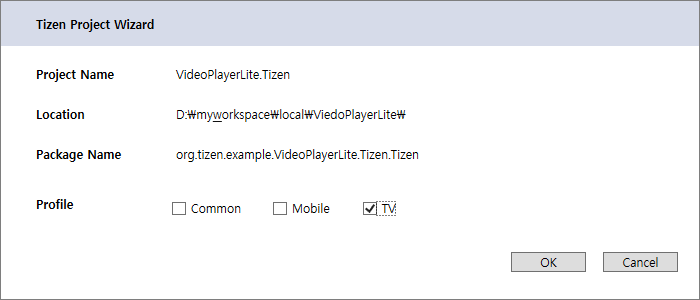 Tizen Project Wizard
Project Name VideoPlayerLite.Tizen
Location D:₩myworkspace₩local₩ViedoPlayerLite₩
Package Name org.tizen.example.VideoPlayerLite.Tizen.Tizen
Profile Common Mobile TV
OK Cancel